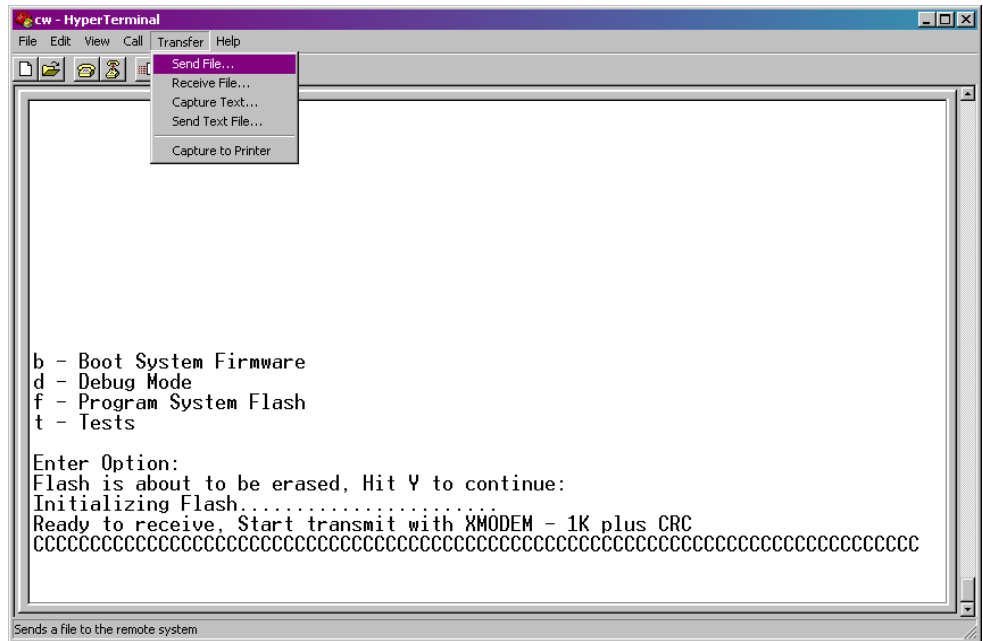 cw - HyperTerminal
File Edit View Call Transfer Help
Send File...
Receive File...
Capture Text...
Send Text File...
Capture to Printer
b - Boot System Firmware
d - Debug Mode
f - Program System Flash
t - Tests
Enter Option:
Flash is about to be erased, Hit Y to continue:
Initializing Flash.......................
Ready to receive, Start transmit with XMODEM - 1K plus CRC
CCCCCCCCCCCCCCCCCCCCCCCCCCCCCCCCCCCCCCCCCCCCCCCCCCCCCCCCCCCCCCCCCCCCCCCCCCCCCC
Sends a file to the remote system